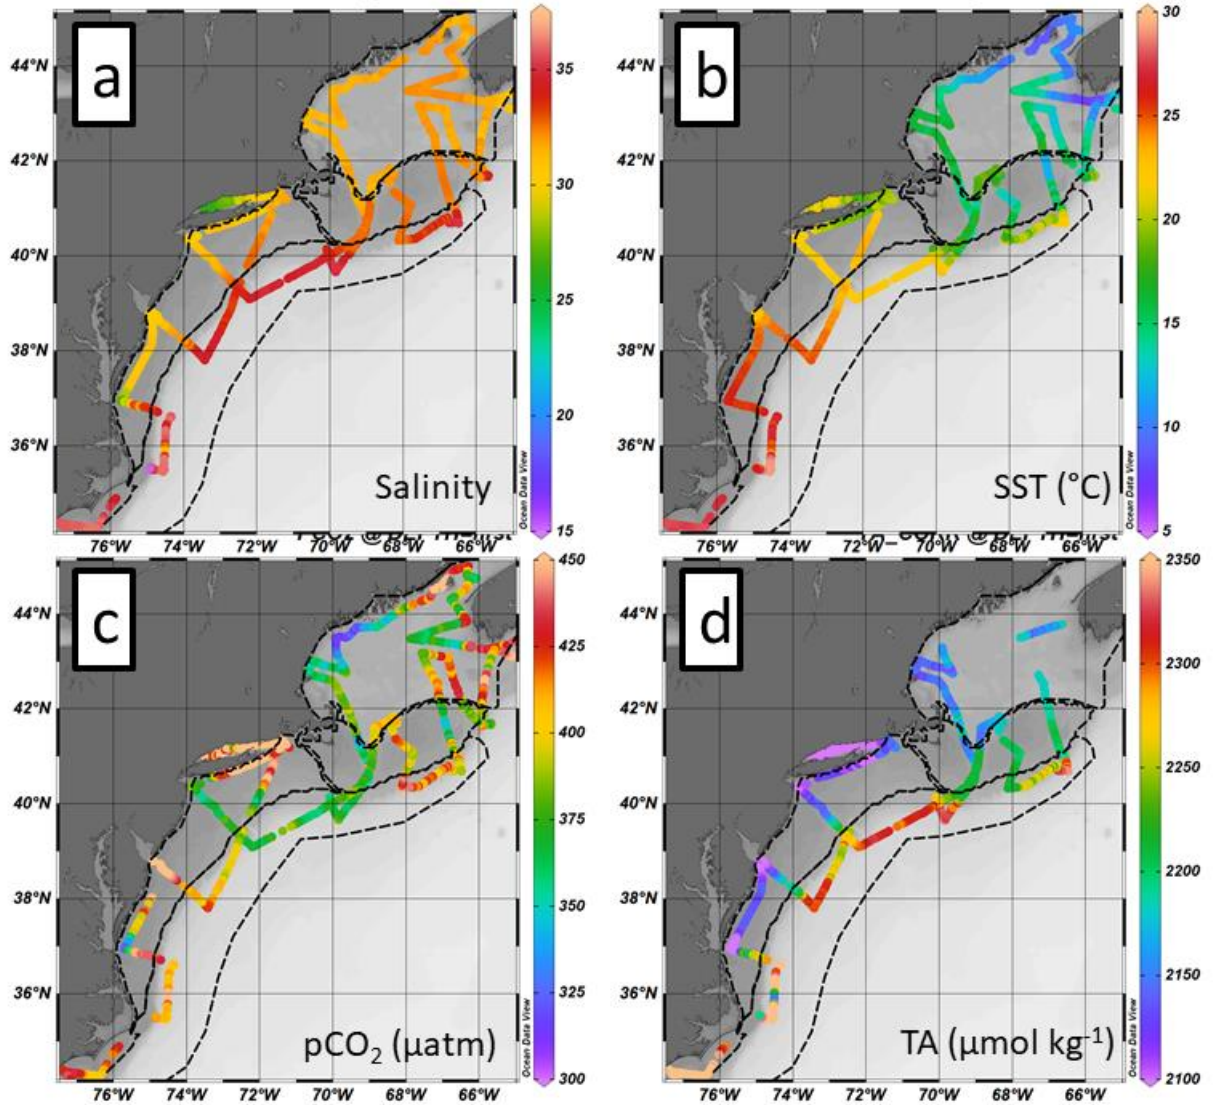 a
b
44°N
42°N
40°N
38°N
36°N
35
30
25
20
15
Salinity
Ocean Data View
76°W 74°W 72°W 70°W 68°W 66°W
44°N
42°N
40°N
38°N
36°N
30
25
20
15
10
5
SST (°C)
Ocean Data View
76°W 74°W 72°W 70°W 68°W 66°W
c
d
44°N
42°N
40°N
38°N
36°N
450
425
400
375
350
325
300
pCO₂ (µatm)
Ocean Data View
76°W 74°W 72°W 70°W 68°W 66°W
44°N
42°N
40°N
38°N
36°N
2350
2300
2250
2200
2150
2100
TA (µmol kg⁻¹)
Ocean Data View
76°W 74°W 72°W 70°W 68°W 66°W